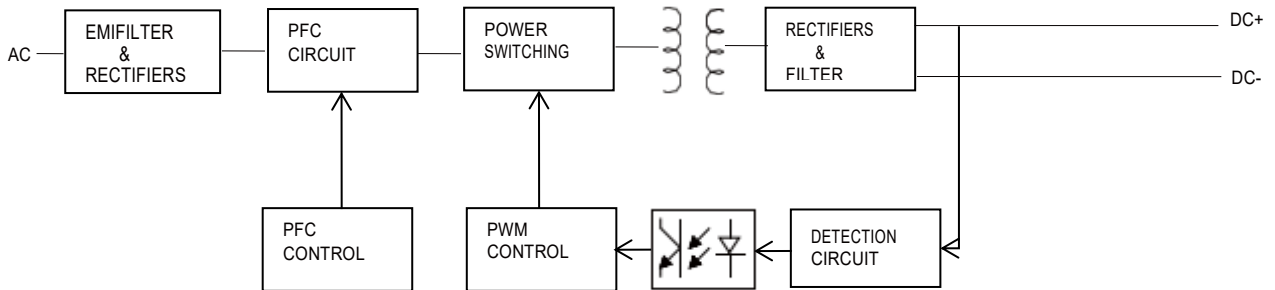 AC
EMIFILTER
&
RECTIFIERS
PFC
CIRCUIT
POWER
SWITCHING
RECTIFIERS
&
FILTER
DC+
DC-
PFC
CONTROL
PWM
CONTROL
DETECTION
CIRCUIT